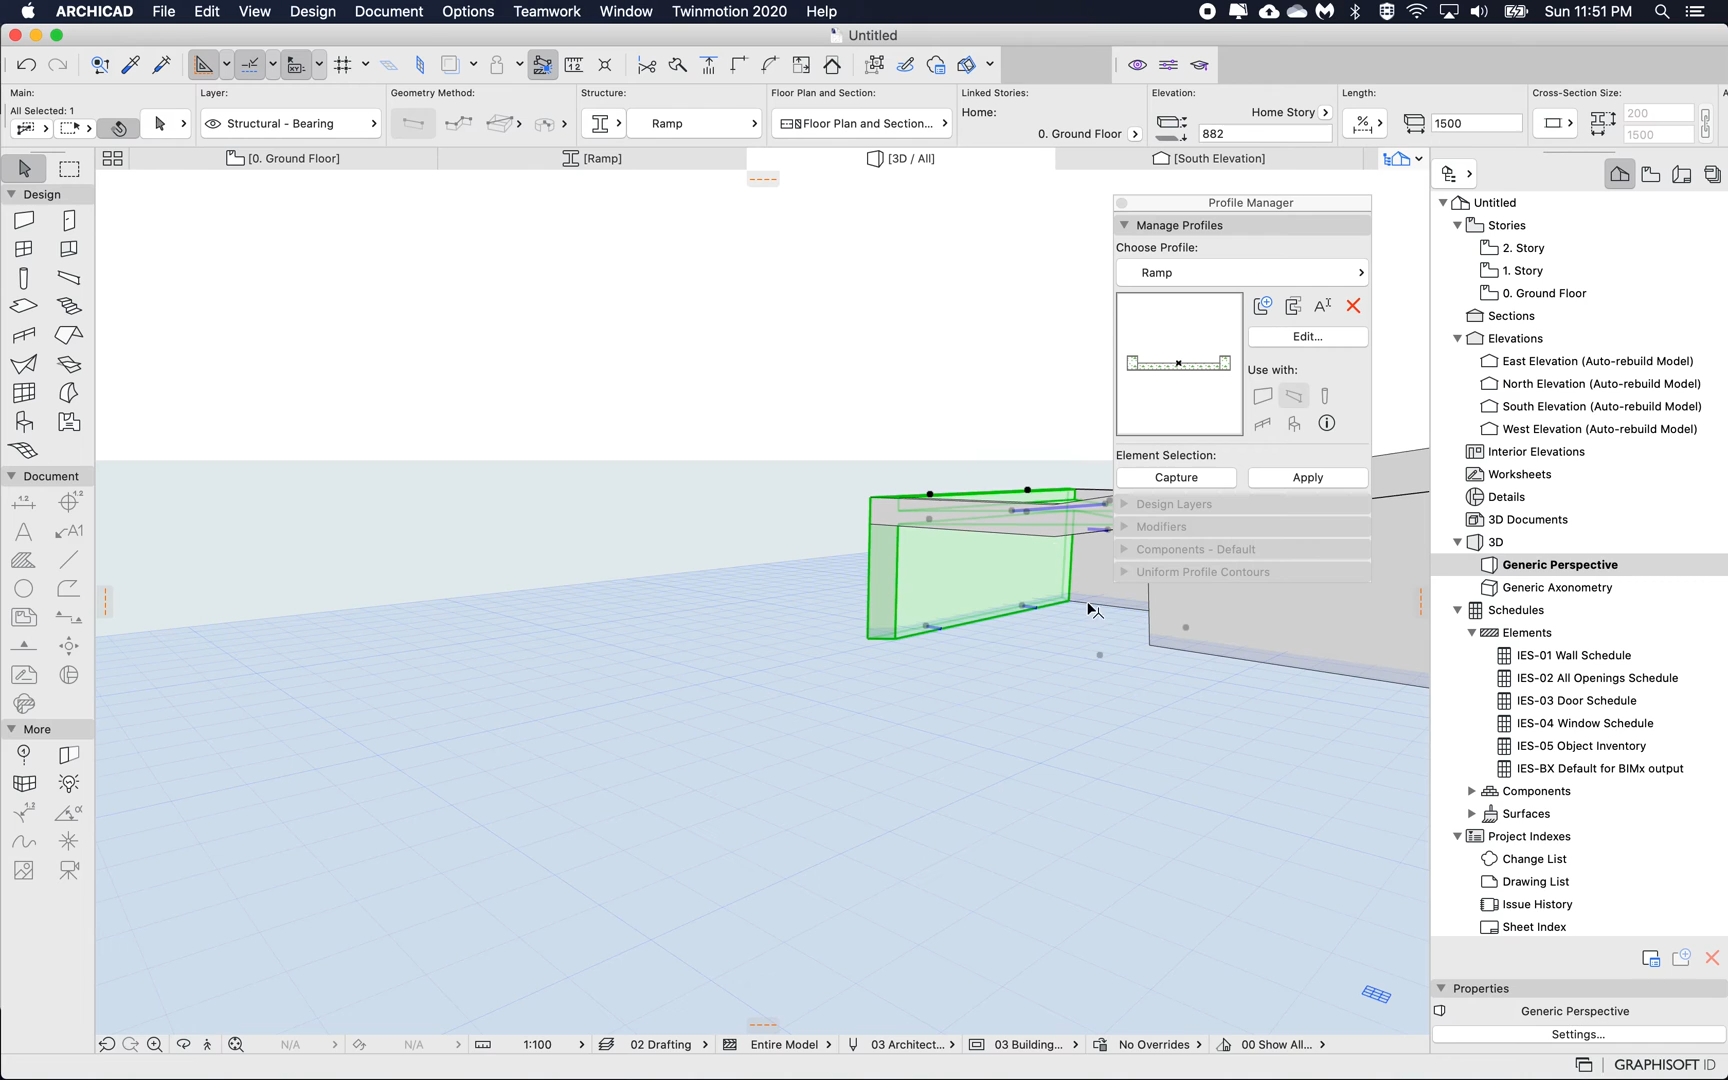 ARCHICAD File Edit View Design Document Options Teamwork Window Twinmotion 2020 Help Sun 11:51 PM
Untitled
Main: Layer: Geometry Method: Structure: Floor Plan and Section: Linked Stories: Elevation: Length: Cross-Section Size:
All Selected: 1 Home: Home Story 200
Structural - Bearing Ramp Floor Plan and Section... 0. Ground Floor 882 1500 1500
[0. Ground Floor] [Ramp] [3D / All] [South Elevation]
Design
Document
More
Profile Manager
Manage Profiles
Choose Profile:
Ramp
Edit...
Use with:
Element Selection:
Capture Apply
Design Layers
Modifiers
Components - Default
Uniform Profile Contours
Untitled
Stories
2. Story
1. Story
0. Ground Floor
Sections
Elevations
East Elevation (Auto-rebuild Model)
North Elevation (Auto-rebuild Model)
South Elevation (Auto-rebuild Model)
West Elevation (Auto-rebuild Model)
Interior Elevations
Worksheets
Details
3D Documents
3D
Generic Perspective
Generic Axonometry
Schedules
Elements
IES-01 Wall Schedule
IES-02 All Openings Schedule
IES-03 Door Schedule
IES-04 Window Schedule
IES-05 Object Inventory
IES-BX Default for BIMx output
Components
Surfaces
Project Indexes
Change List
Drawing List
Issue History
Sheet Index
Properties
Generic Perspective
Settings...
N/A N/A 1:100 02 Drafting Entire Model 03 Architect... 03 Building... No Overrides 00 Show All...
GRAPHISOFT ID